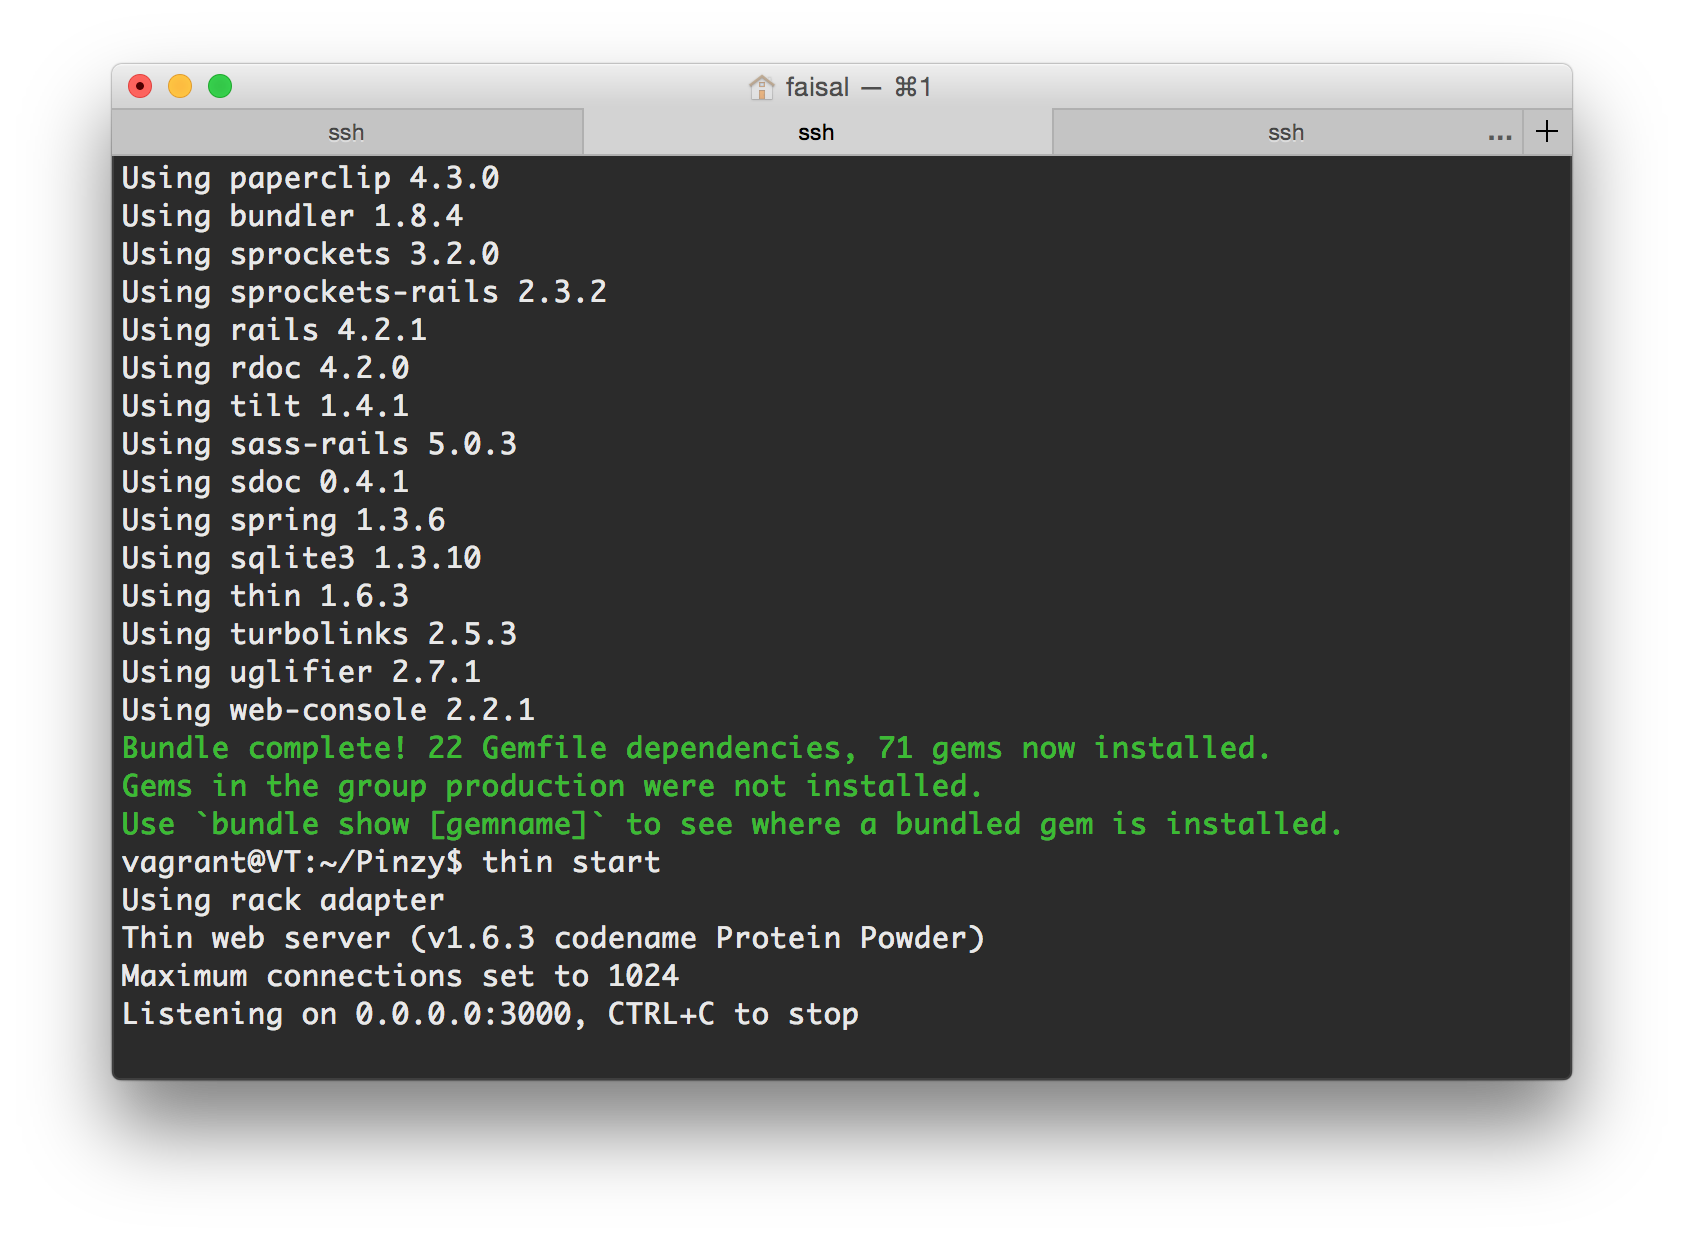 faisal — ⌘1
ssh ssh ssh ... +
Using paperclip 4.3.0
Using bundler 1.8.4
Using sprockets 3.2.0
Using sprockets-rails 2.3.2
Using rails 4.2.1
Using rdoc 4.2.0
Using tilt 1.4.1
Using sass-rails 5.0.3
Using sdoc 0.4.1
Using spring 1.3.6
Using sqlite3 1.3.10
Using thin 1.6.3
Using turbolinks 2.5.3
Using uglifier 2.7.1
Using web-console 2.2.1
Bundle complete! 22 Gemfile dependencies, 71 gems now installed.
Gems in the group production were not installed.
Use `bundle show [gemname]` to see where a bundled gem is installed.
vagrant@VT:~/Pinzy$ thin start
Using rack adapter
Thin web server (v1.6.3 codename Protein Powder)
Maximum connections set to 1024
Listening on 0.0.0.0:3000, CTRL+C to stop